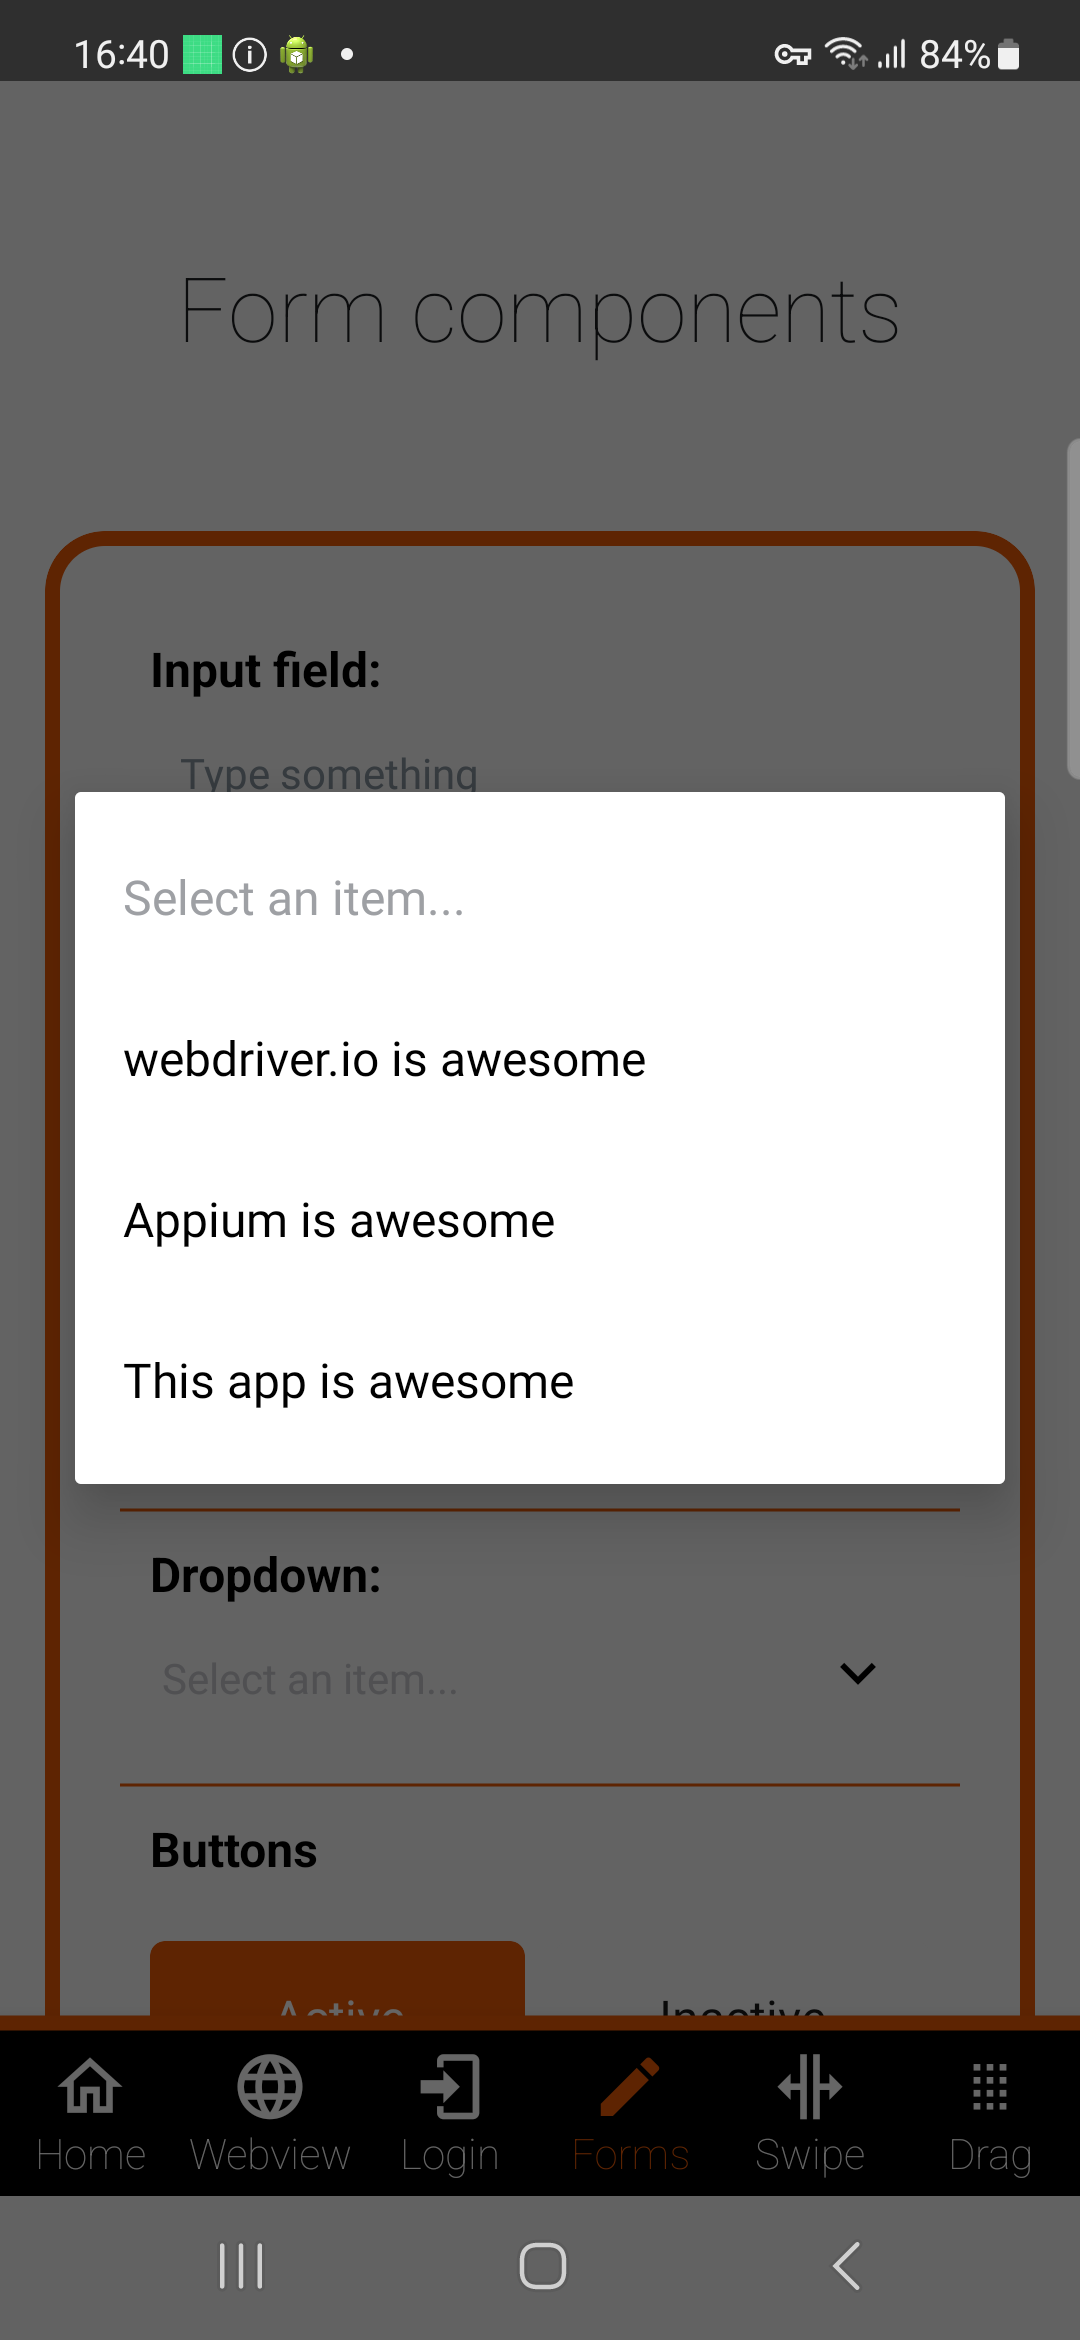 16:40
84%
Form components
Input field:
Type something
Select an item...
webdriver.io is awesome
Appium is awesome
This app is awesome
Dropdown:
Select an item...
Buttons
Active
Inactive
Home
Webview
Login
Forms
Swipe
Drag